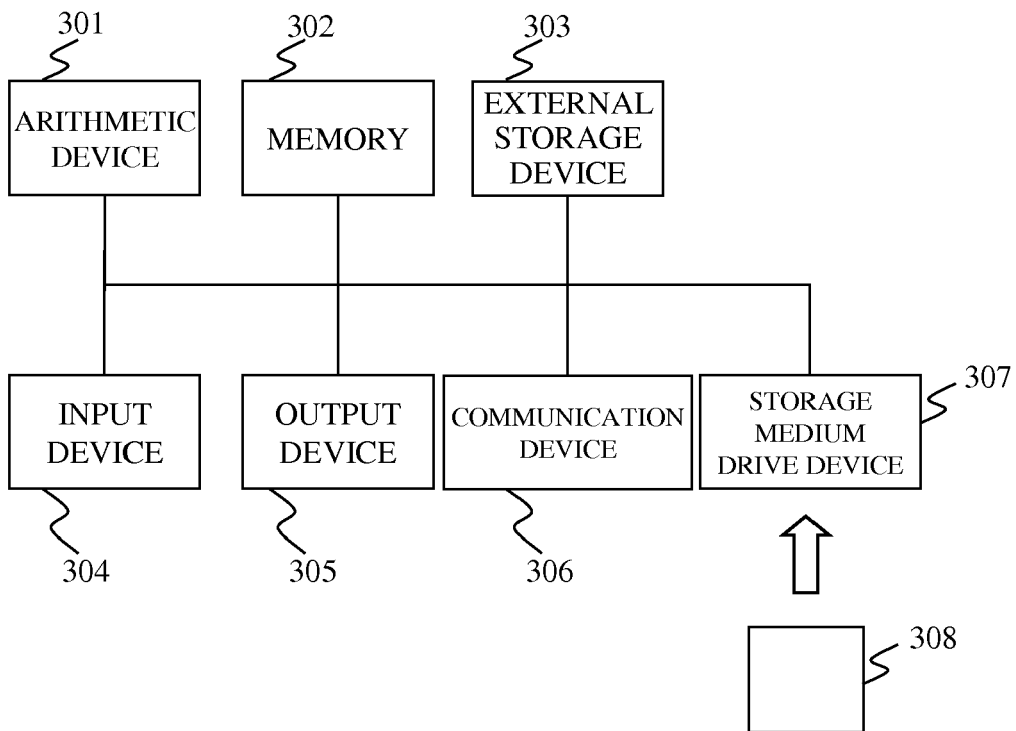 301
302
303
ARITHMETIC
DEVICE
MEMORY
EXTERNAL
STORAGE
DEVICE
INPUT
DEVICE
OUTPUT
DEVICE
COMMUNICATION
DEVICE
STORAGE
MEDIUM
DRIVE DEVICE
307
304
305
306
308